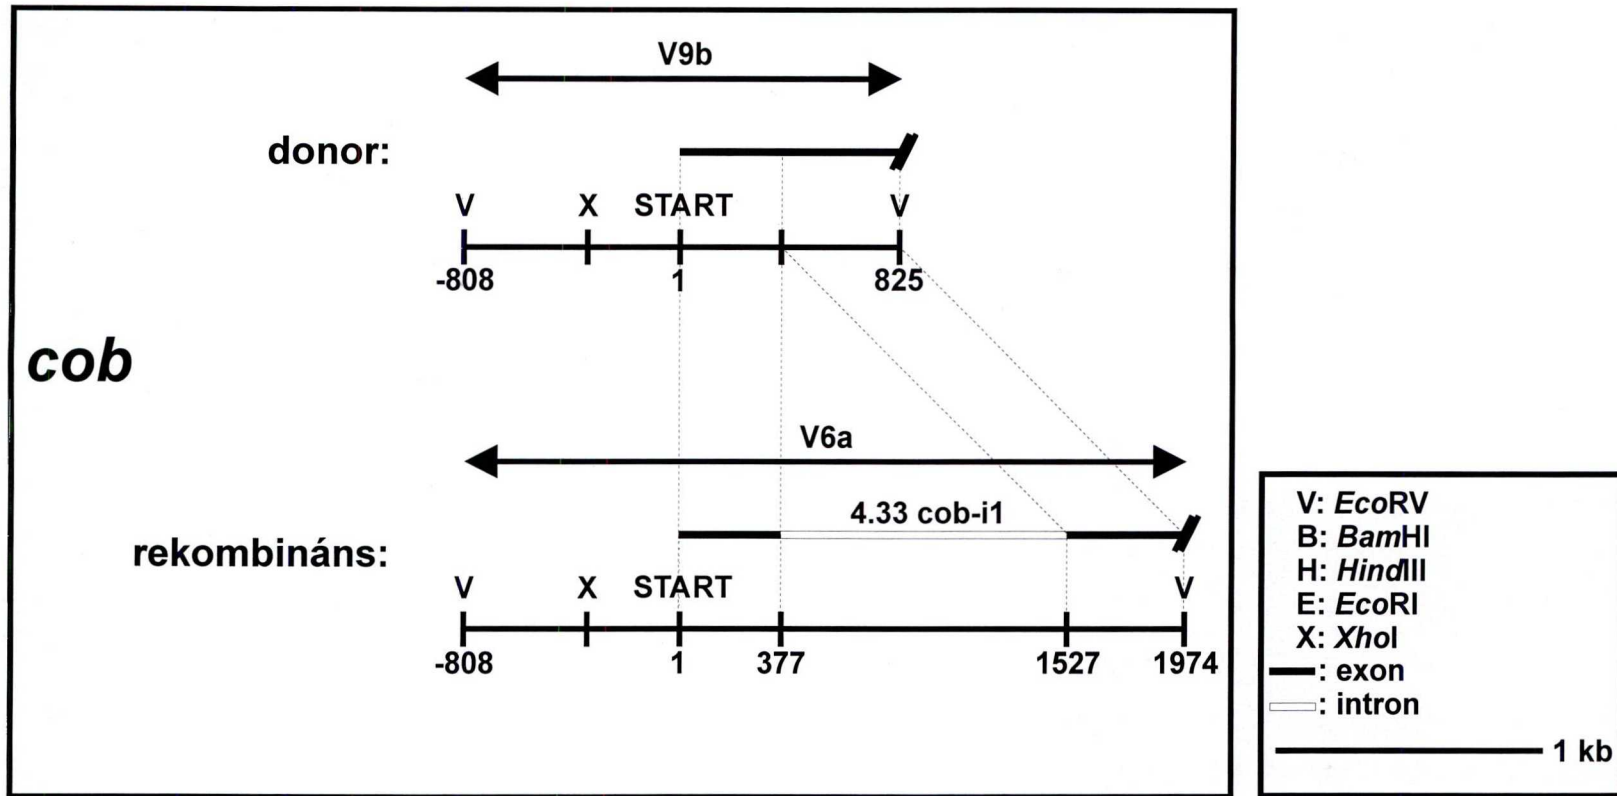 V9b
donor:
V X START V
-808 1 825
cob
V6a
4.33 cob-i1
rekombináns:
V X START V
-808 1 377 1527 1974
V: EcoRV
B: BamHI
H: HindIII
E: EcoRI
X: XhoI
: exon
: intron
1 kb